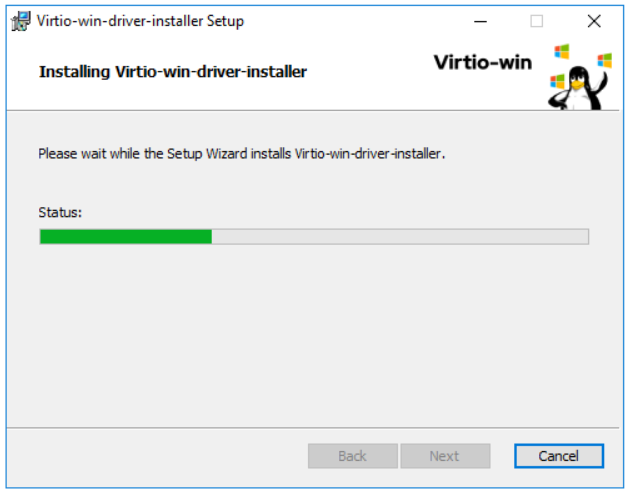 Virtio-win-driver-installer Setup
Installing Virtio-win-driver-installer
Virtio-win
Please wait while the Setup Wizard installs Virtio-win-driver-installer.
Status:
Back Next Cancel